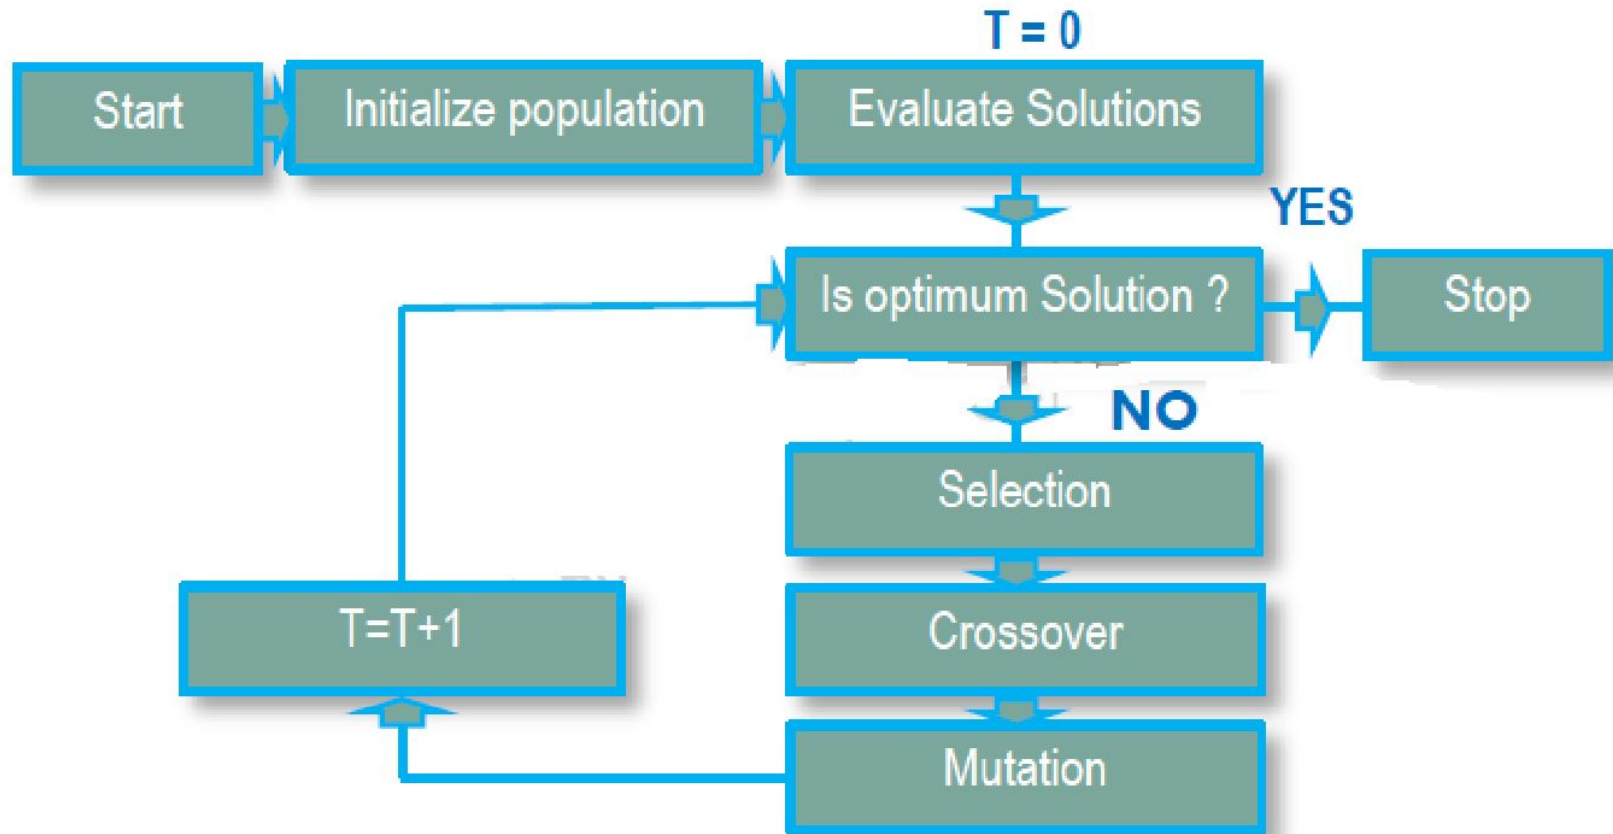 T = 0
Start
Initialize population
Evaluate Solutions
YES
Is optimum Solution ?
Stop
NO
Selection
T=T+1
Crossover
Mutation